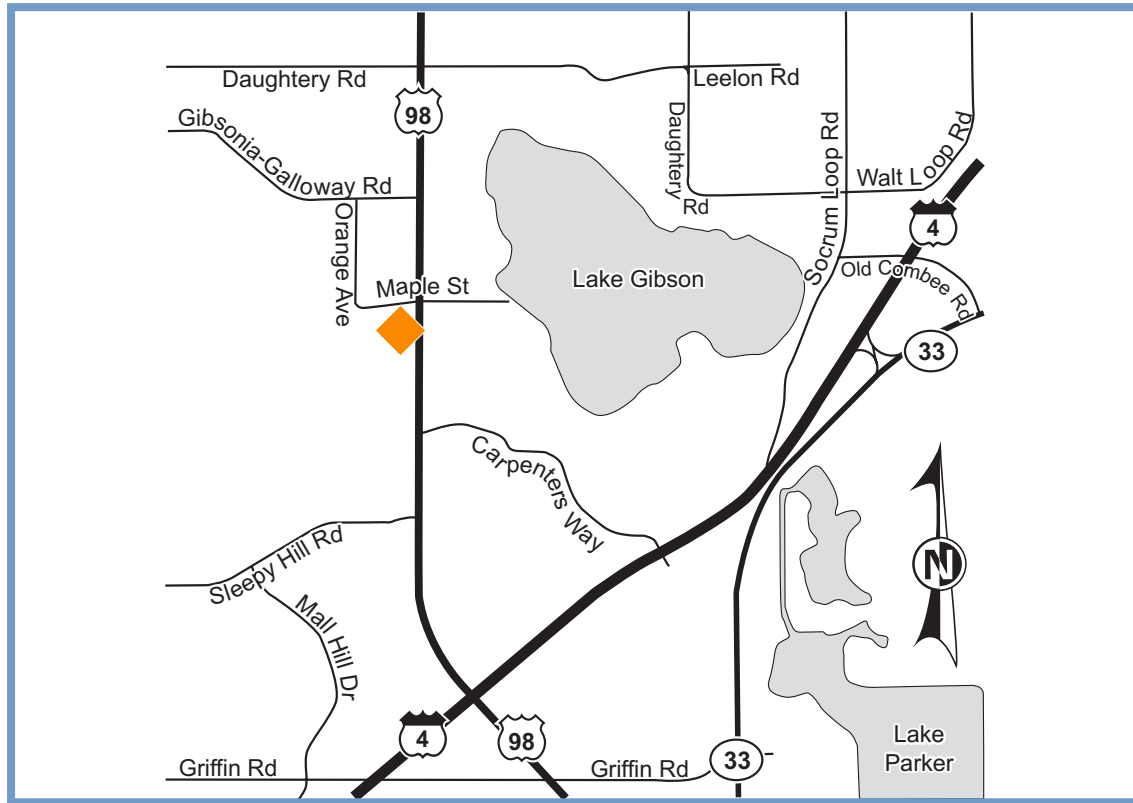 Daughtery Rd
Leelon Rd
98
Gibsonia-Galloway Rd
Daughtery
Rd
Socrum Loop Rd
Walt Loop Rd
4
Orange Ave
Maple St
Lake Gibson
Old Combee Rd
33
Carpenters Way
Sleepy Hill Rd
Mall Hill Dr
N
4
98
33
Lake
Parker
Griffin Rd
Griffin Rd